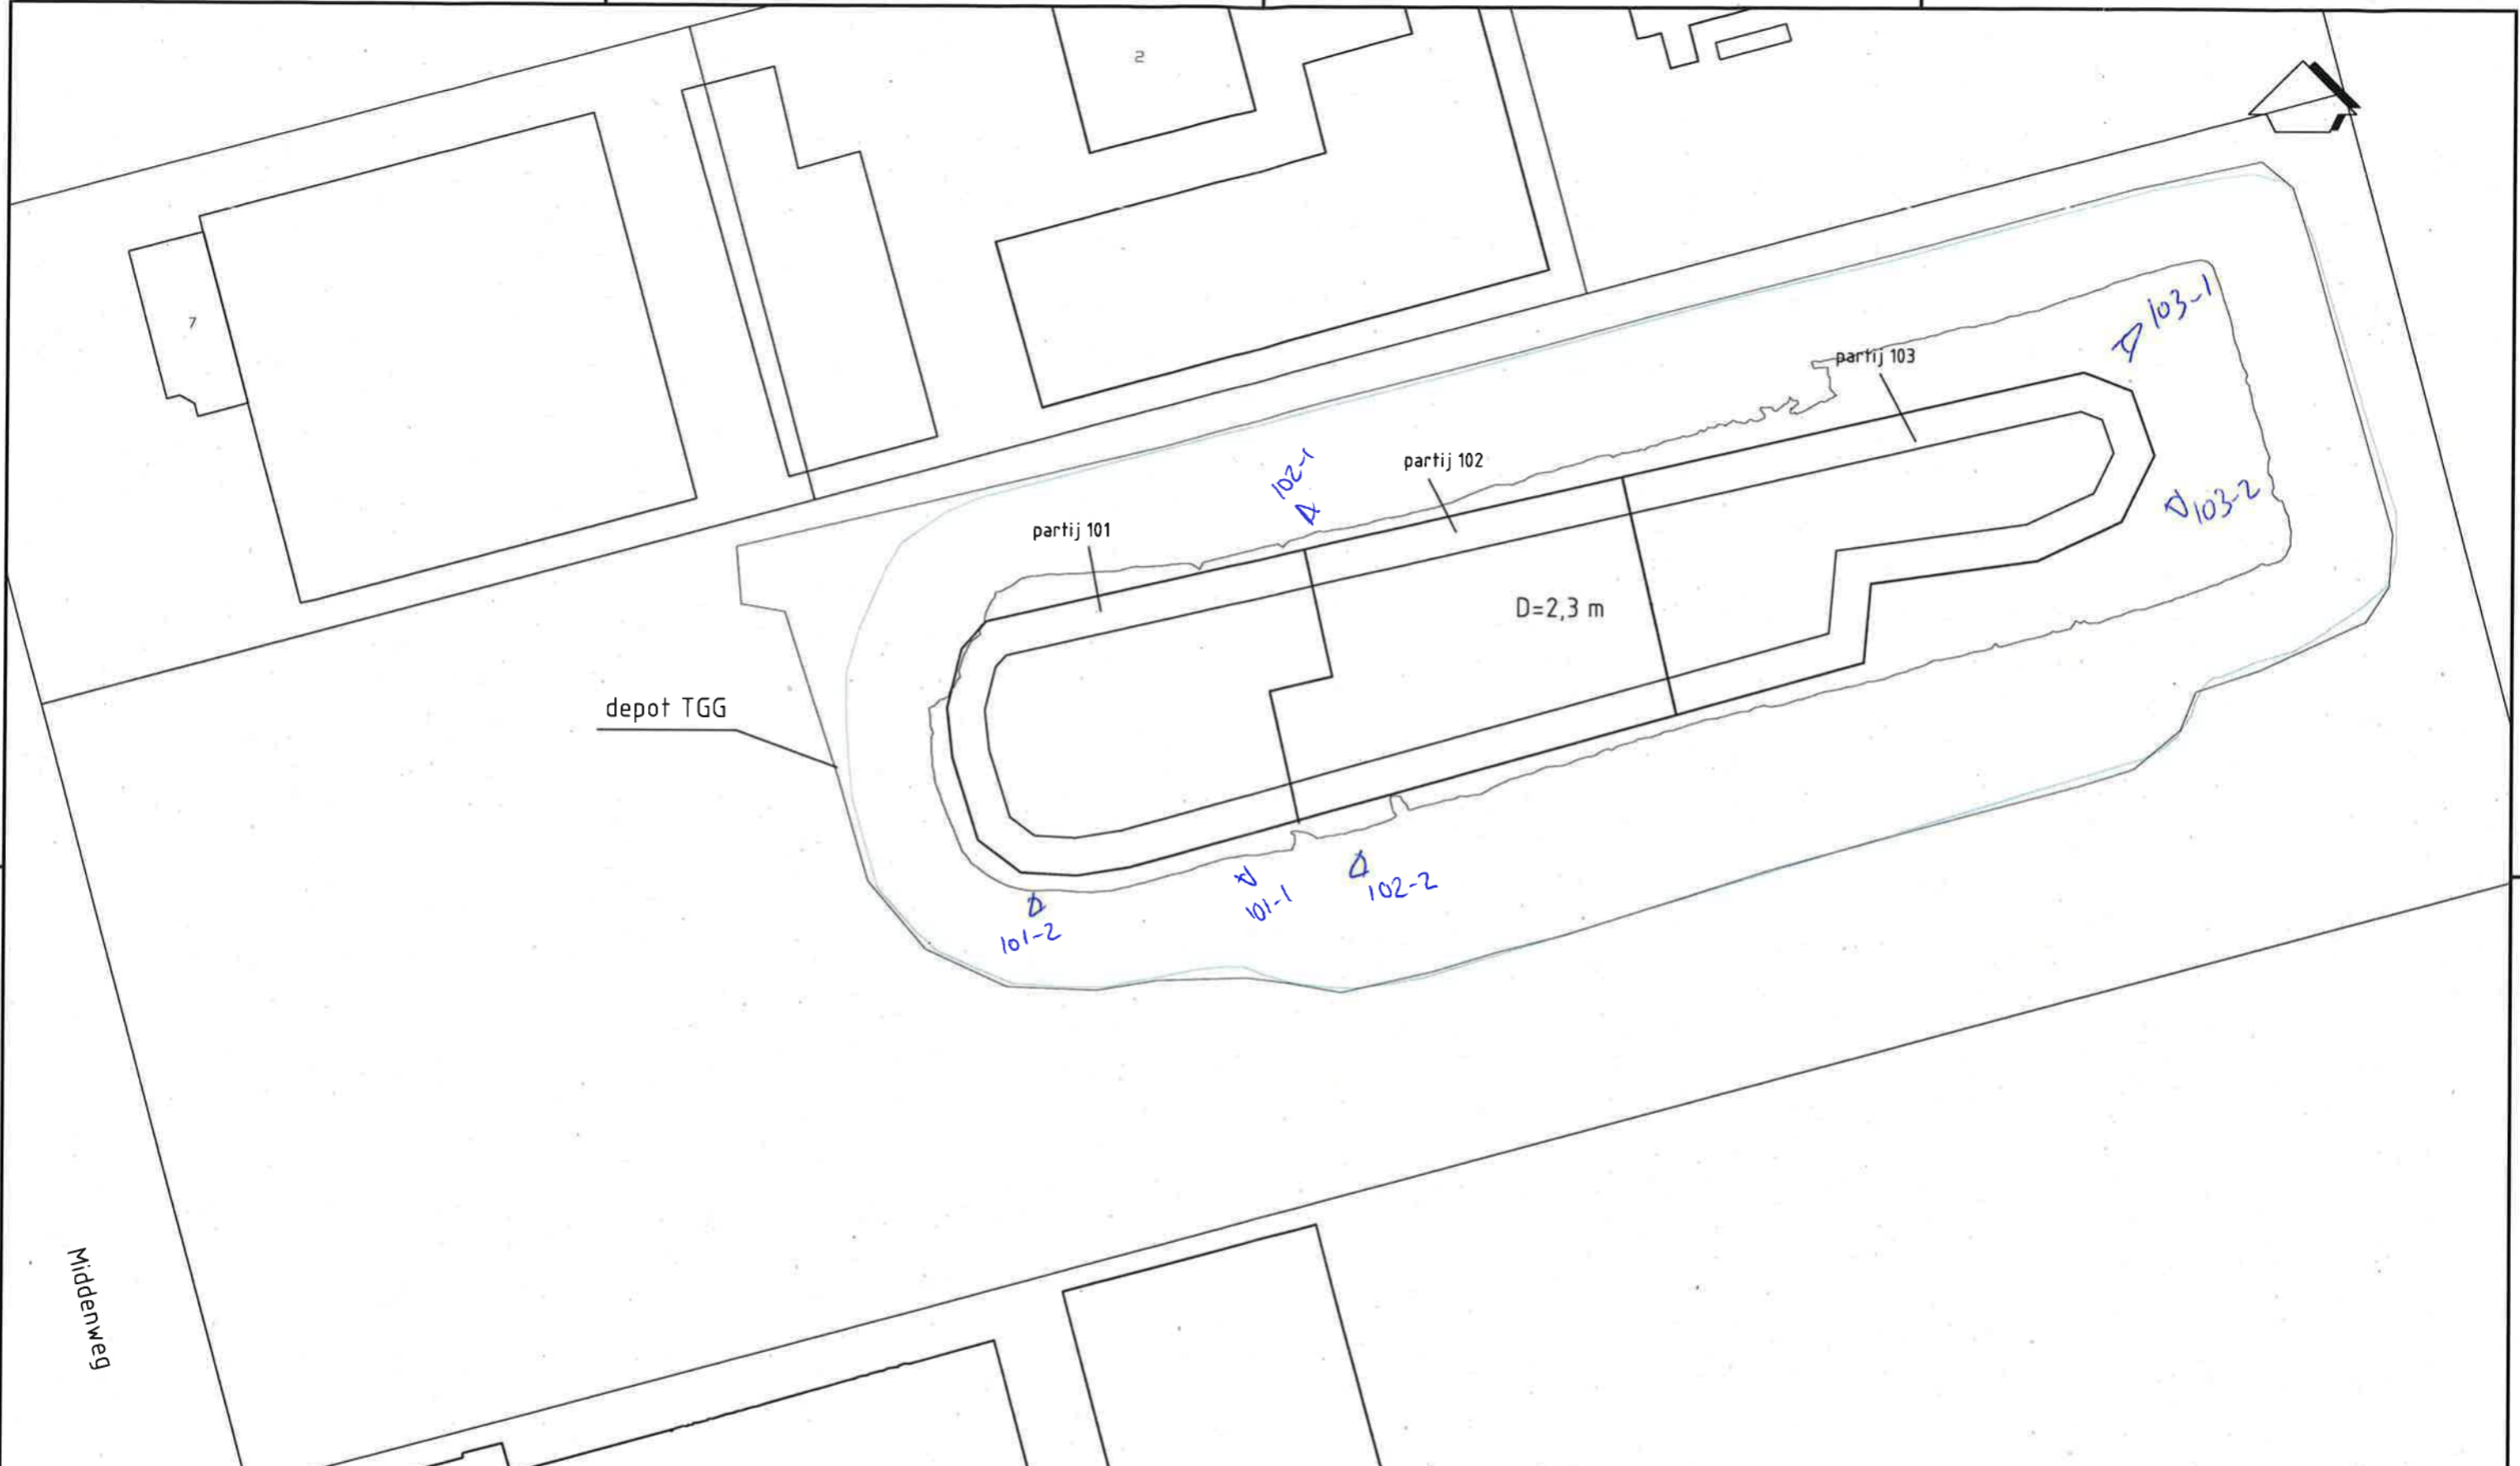 2
7
103-1
partij 103
partij 102
102-1
103-2
partij 101
D=2,3 m
depot TGG
101-1
102-2
101-2
Middenweg